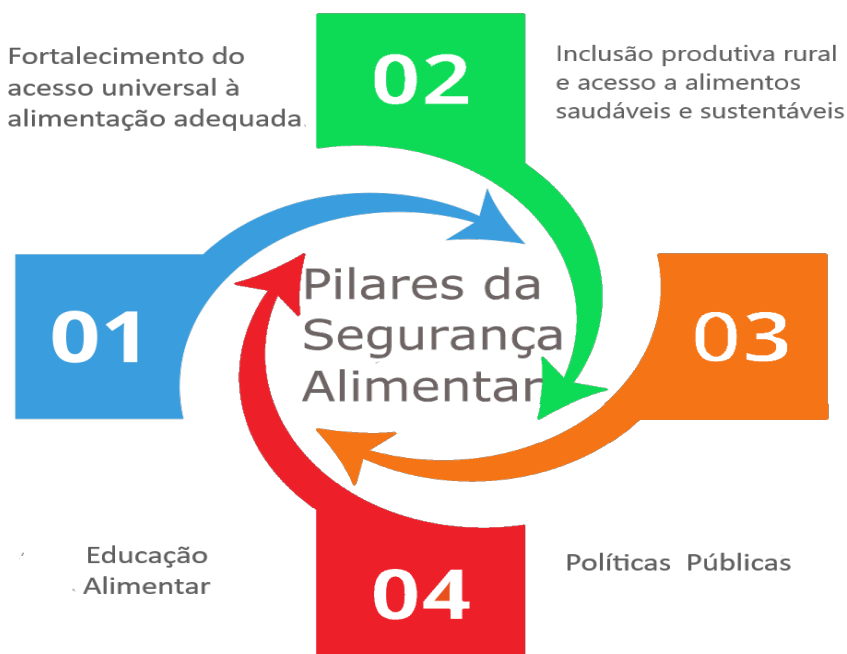 Fortalecimento do
acesso universal à
alimentação adequada
02
Inclusão produtiva rural
e acesso a alimentos
saudáveis e sustentáveis
01
Pilares da
Segurança
Alimentar
03
Educação
Alimentar
04
Políticas Públicas